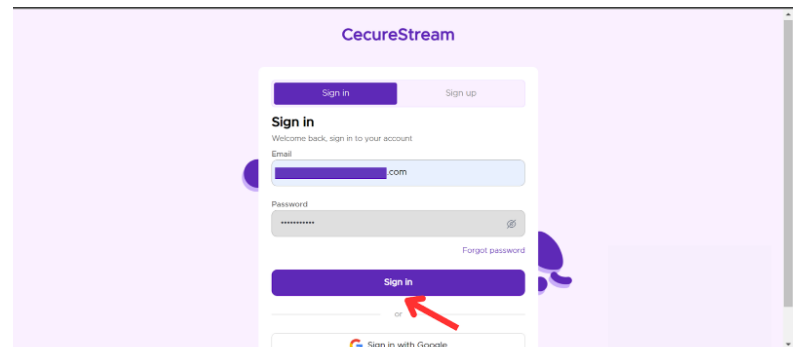 CecureStream
Sign in Sign up
Sign in
Welcome back, sign in to your account
Email
.com
Password
Forgot password
Sign in
or
Sign in with Google